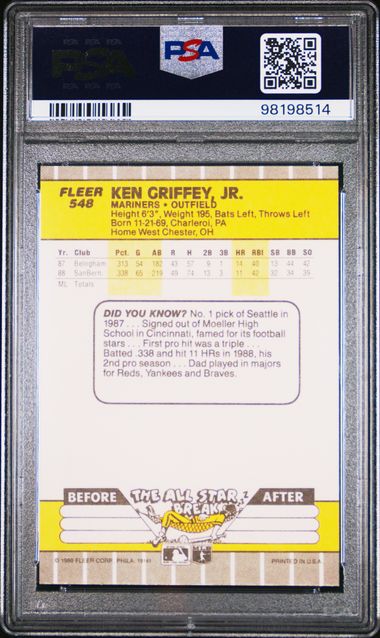 PSA
98198514
FLEER
548
KEN GRIFFEY, JR.
MARINERS • OUTFIELD
Height 6'3", Weight 195, Bats Left, Throws Left
Born 11-21-69, Charleroi, PA
Home West Chester, OH
Yr. Club Pct. G AB R H 2B 3B HR RBI SB BB SO
87 Belingham .313 54 182 43 57 9 1 14 40 13 44 42
88 SanBern. .338 65 219 49 74 13 3 11 42 32 34 39
ML Totals
DID YOU KNOW? No. 1 pick of Seattle in
1987 . . . Signed out of Moeller High
School in Cincinnati, famed for its football
stars . . . First pro hit was a triple . . .
Batted .338 and hit 11 HRs in 1988, his
2nd pro season . . . Dad played in majors
for Reds, Yankees and Braves.
BEFORE THE ALL STAR BREAK AFTER
PRINTED IN U.S.A.